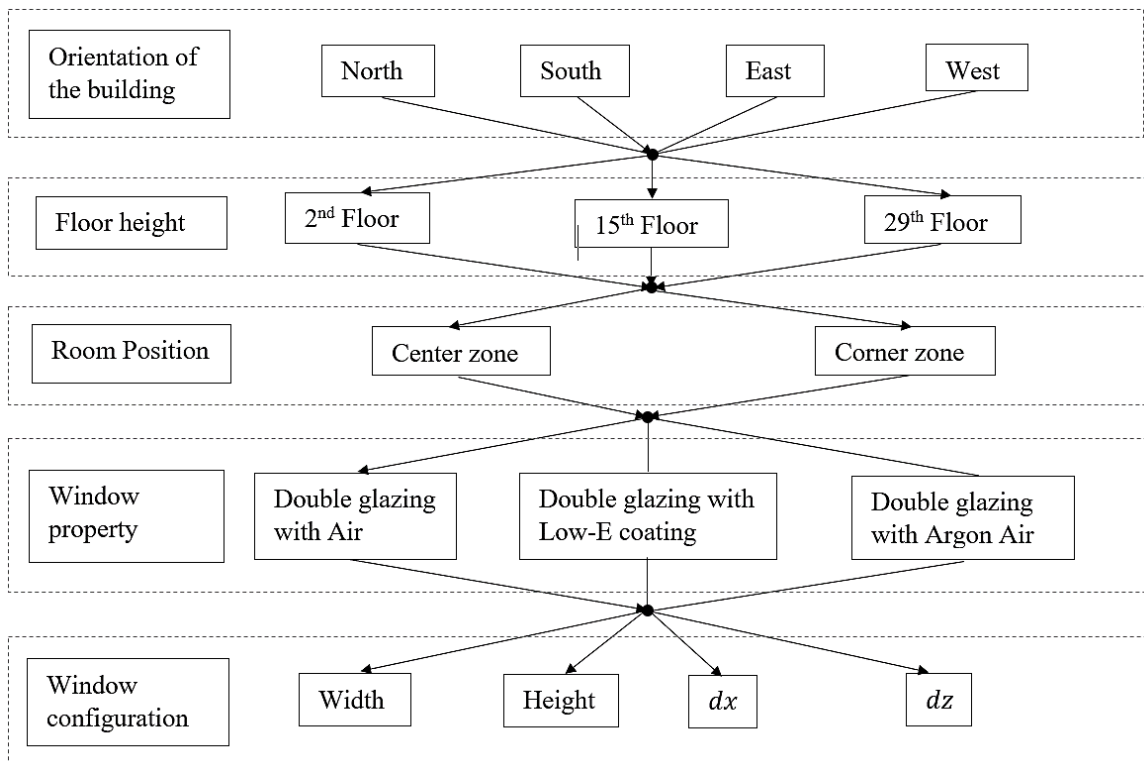 Orientation of
the building
North
South
East
West
Floor height
2nd Floor
15th Floor
29th Floor
Room Position
Center zone
Corner zone
Window
property
Double glazing
with Air
Double glazing with
Low-E coating
Double glazing
with Argon Air
Window
configuration
Width
Height
dx
dz